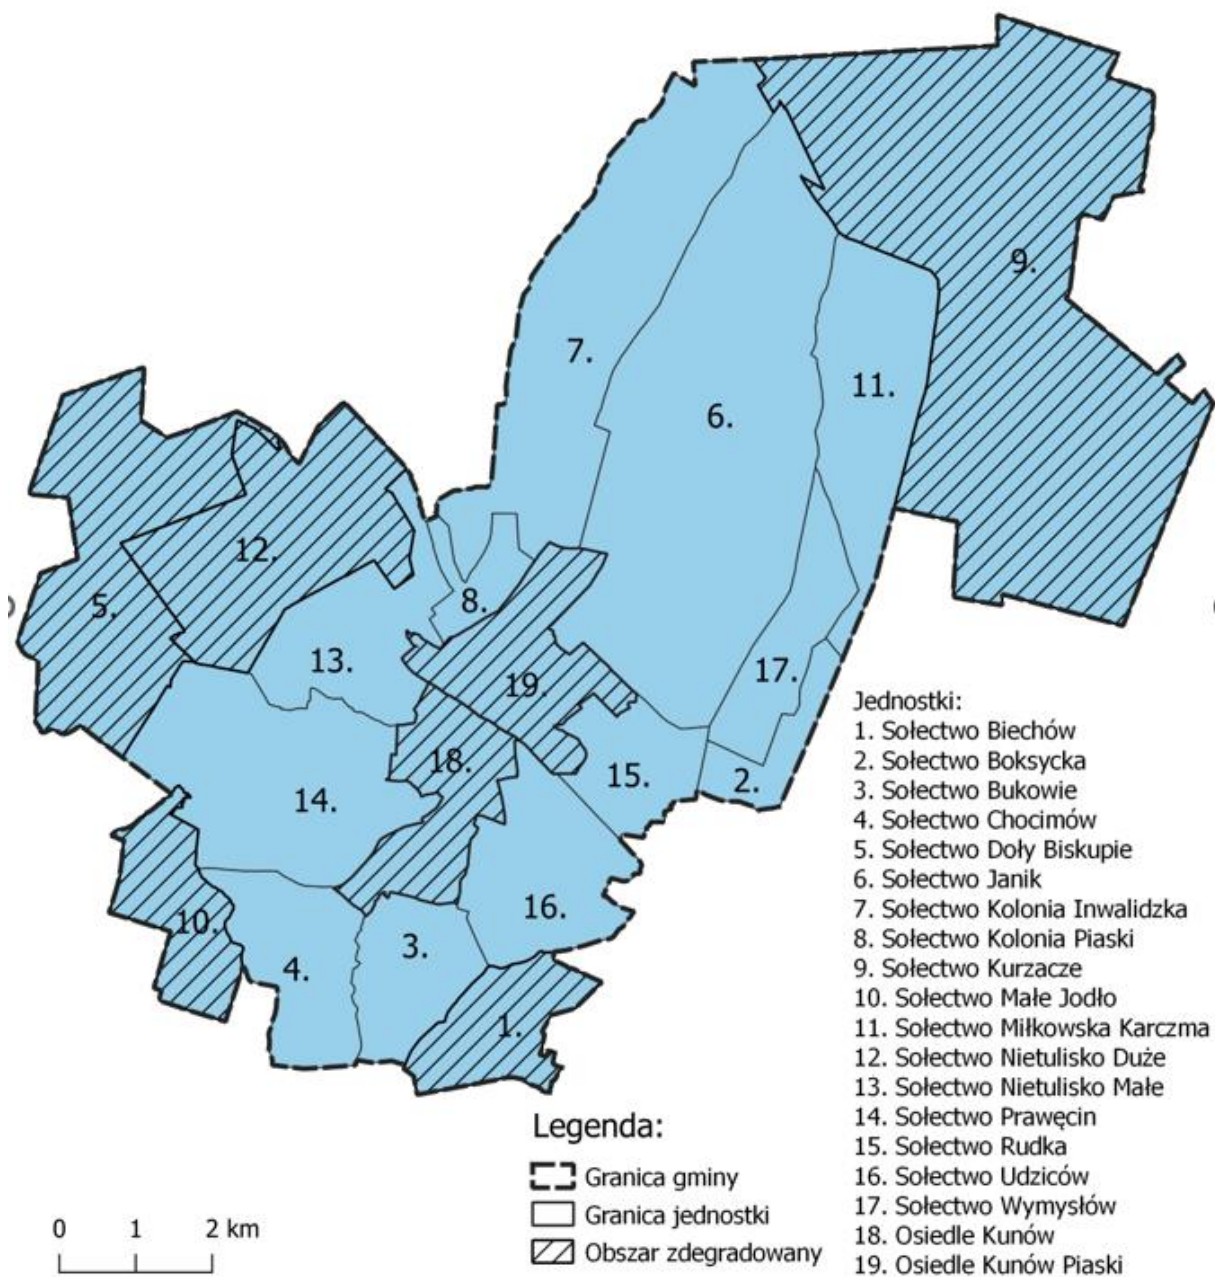 9.
7.
11.
6.
12.
8.
5.
13.
17.
19.
18.
2.
15.
14.
16.
10.
3.
4.
1.
Jednostki:
1. Sołectwo Biechów
2. Sołectwo Boksycka
3. Sołectwo Bukowie
4. Sołectwo Chocimów
5. Sołectwo Doły Biskupie
6. Sołectwo Janik
7. Sołectwo Kolonia Inwalidzka
8. Sołectwo Kolonia Piaski
9. Sołectwo Kurzacze
10. Sołectwo Małe Jodło
11. Sołectwo Miłkowska Karczma
12. Sołectwo Nietulisko Duże
13. Sołectwo Nietulisko Małe
14. Sołectwo Prawęcin
15. Sołectwo Rudka
16. Sołectwo Udziców
17. Sołectwo Wymysłów
18. Osiedle Kunów
19. Osiedle Kunów Piaski
Legenda:
Granica gminy
Granica jednostki
Obszar zdegradowany
0 1 2 km